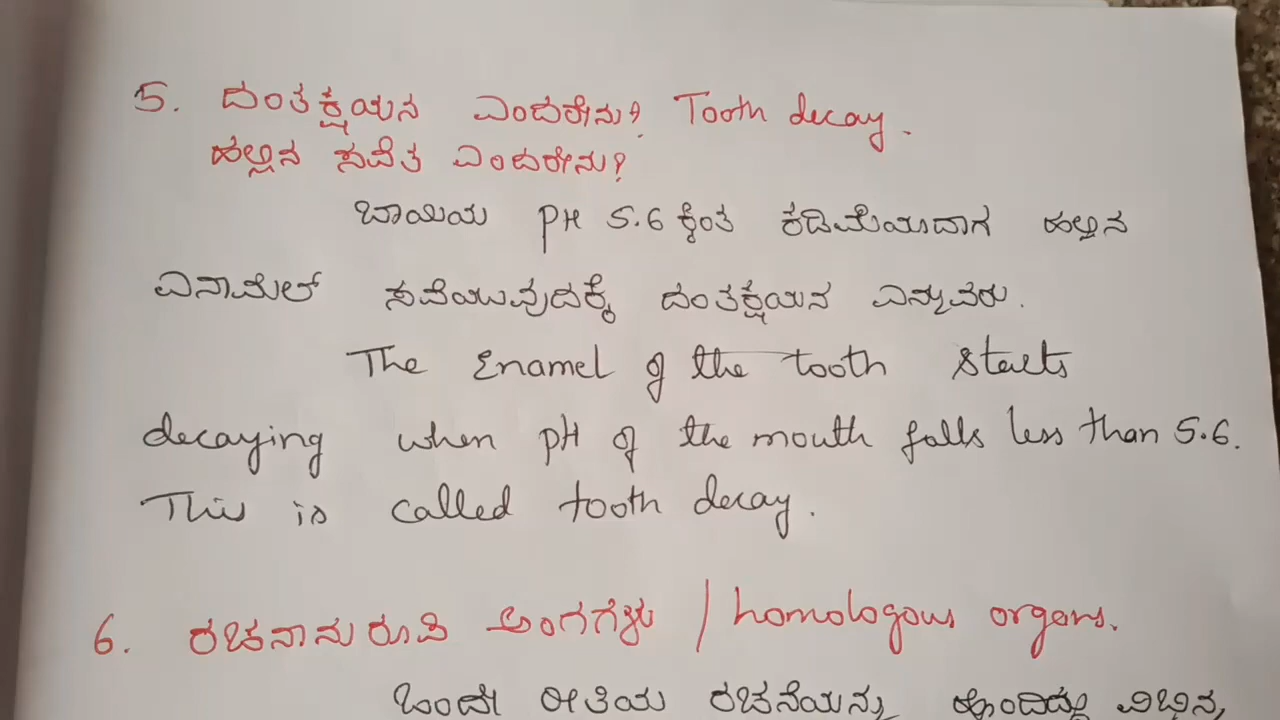 5. ದಂತಕ್ಷಯನ ಎಂದರೇನು? Tooth decay.
ಹಲ್ಲಿನ ಸವೆತ ಎಂದರೇನು?
ಬಾಯಿಯ pH 5.6 ಕ್ಕಿಂತ ಕಡಿಮೆಯಾದಾಗ ಹಲ್ಲಿನ
ಎನಾಮೆಲ್ ಸವೆಯುವುದಕ್ಕೆ ದಂತಕ್ಷಯನ ಎನ್ನುವರು.
The Enamel of the tooth starts
decaying when pH of the mouth falls less than 5.6.
This is called tooth decay.
6. ರಚನಾನುರೂಪಿ ಅಂಗಗಳು / homologous organs.
ಒಂದೇ ರೀತಿಯ ರಚನೆಯನ್ನು ಹೊಂದಿದ್ದು ವಿಭಿನ್ನ